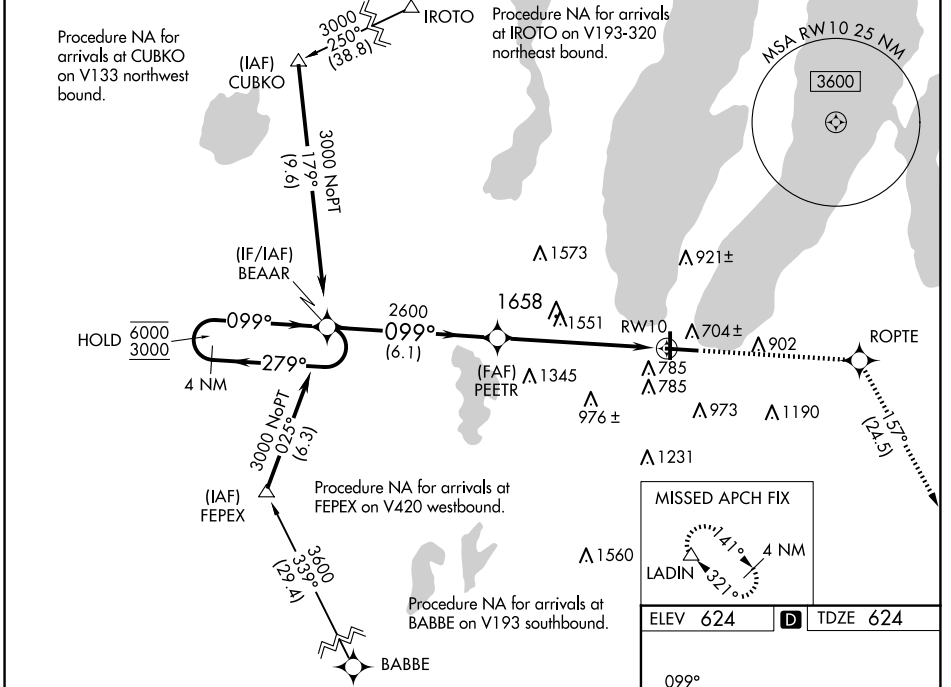 Procedure NA for
arrivals at CUBKO
on V133 northwest
bound.
(IAF)
CUBKO
3000
250°
(38.8)
IROTO
Procedure NA for arrivals
at IROTO on V193-320
northeast bound.
MSA RW10 25 NM
3600
3000 NoPT
179°
(9.6)
(IF/IAF)
BEAAR
HOLD
6000
3000
099°
279°
4 NM
2600
099°
(6.1)
(FAF)
PEETR
1573
1658
1551
1345
976 ±
RW10
921±
704±
902
785
785
973
1190
1231
1560
ROPTE
157°
(24.5)
3000 NoPT
025°
(6.3)
(IAF)
FEPEX
Procedure NA for arrivals at
FEPEX on V420 westbound.
3600
339°
(29.4)
Procedure NA for arrivals at
BABBE on V193 southbound.
BABBE
MISSED APCH FIX
141°
4 NM
LADIN
321°
ELEV 624
D
TDZE 624
099°